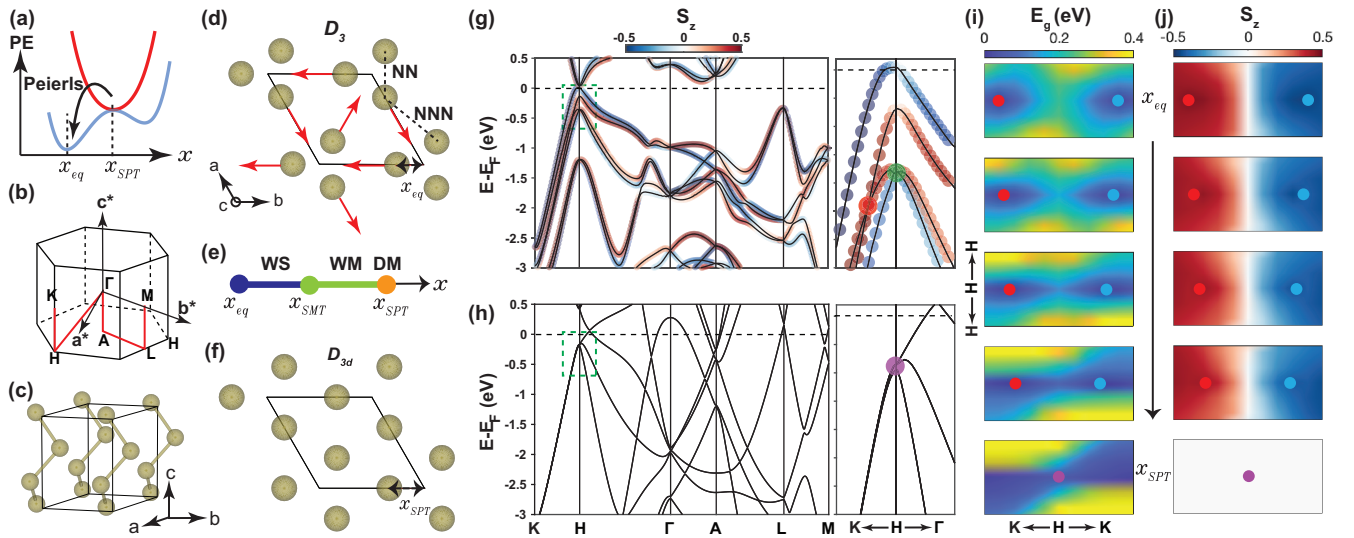 (a)
PE
Peierls
x_eq
x_SPT
x
(b)
c*
K
Γ
M
b*
a*
A
H
L
H
(c)
c
a
b
(d)
D_3
NN
NNN
x_eq
a
c
b
(e)
WS
WM
DM
x_eq
x_SMT
x_SPT
x
(f)
D_3d
x_SPT
(g)
S_z
-0.5
0
0.5
E-E_F (eV)
0.5
0
-0.5
-1
-1.5
-2
-2.5
-3
(h)
E-E_F (eV)
0.5
0
-0.5
-1
-1.5
-2
-2.5
-3
K
H
Γ
A
L
M
K
H
Γ
(i)
E_g (eV)
0
0.2
0.4
H
H
H
K
H
K
(j)
S_z
-0.5
0
0.5
x_eq
x_SPT